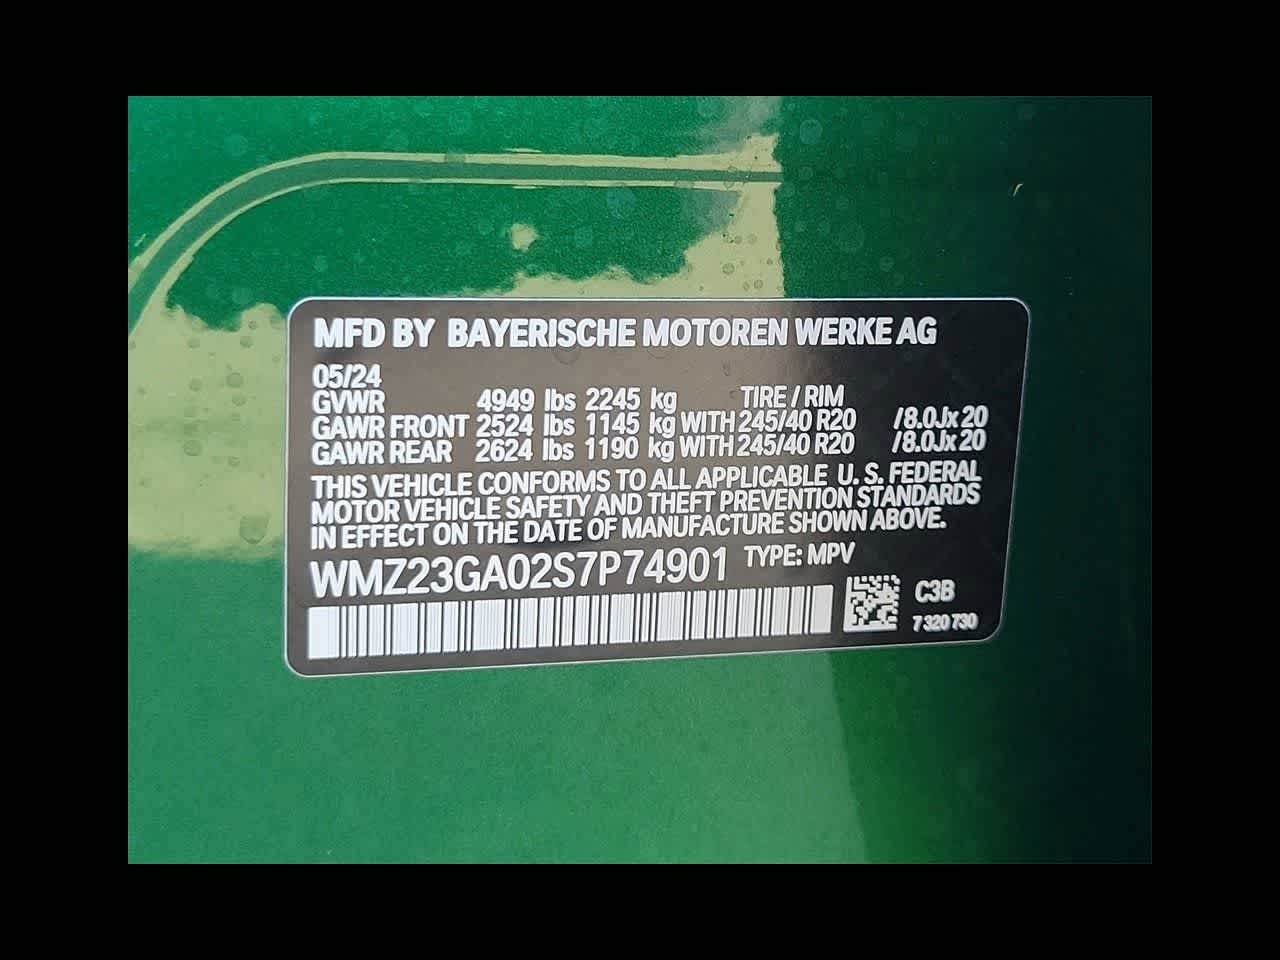 MFD BY BAYERISCHE MOTOREN WERKE AG
05/24
GVWR 4949 lbs 2245 kg TIRE / RIM
GAWR FRONT 2524 lbs 1145 kg WITH 245/40 R20 /8.0Jx 20
GAWR REAR 2624 lbs 1190 kg WITH 245/40 R20 /8.0Jx 20
THIS VEHICLE CONFORMS TO ALL APPLICABLE U. S. FEDERAL
MOTOR VEHICLE SAFETY AND THEFT PREVENTION STANDARDS
IN EFFECT ON THE DATE OF MANUFACTURE SHOWN ABOVE.
WMZ23GA02S7P74901 TYPE: MPV
C3B
7 320 730